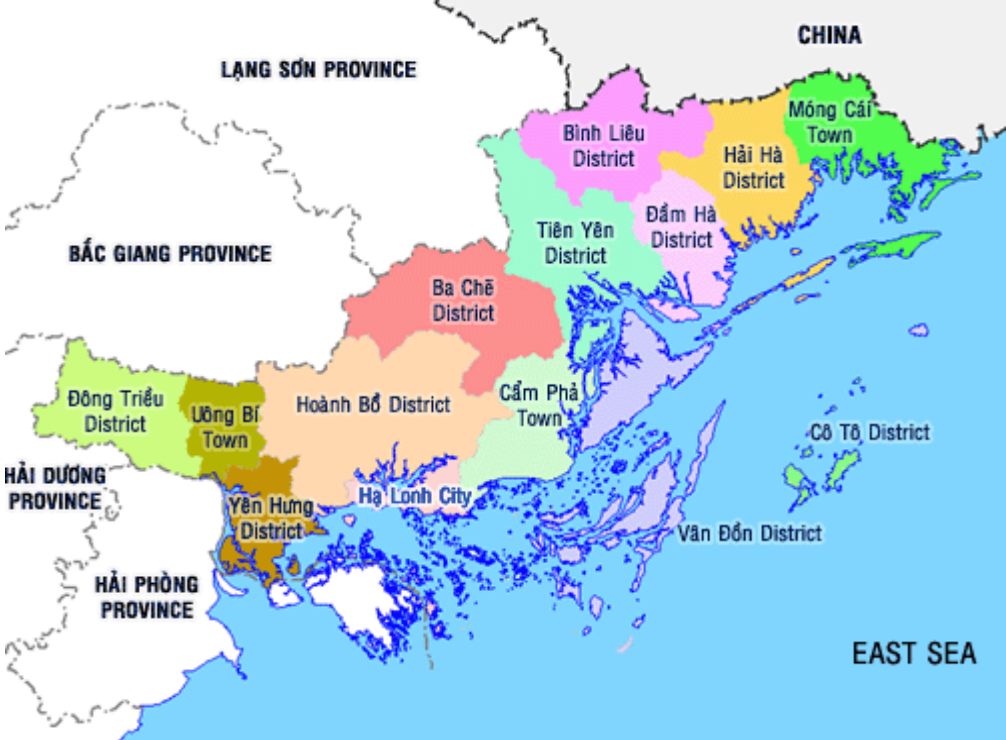 CHINA
LẠNG SƠN PROVINCE
Móng Cái
Town
Bình Liêu
District
Hải Hà
District
Đầm Hà
District
Tiên Yên
District
BẮC GIANG PROVINCE
Ba Chẽ
District
Đông Triều
District
Uông Bí
Town
Hoành Bồ District
Cẩm Phả
Town
Cô Tô District
HẢI DƯƠNG
PROVINCE
Hạ Lonh City
Yên Hưng
District
Vân Đồn District
HẢI PHÒNG
PROVINCE
EAST SEA